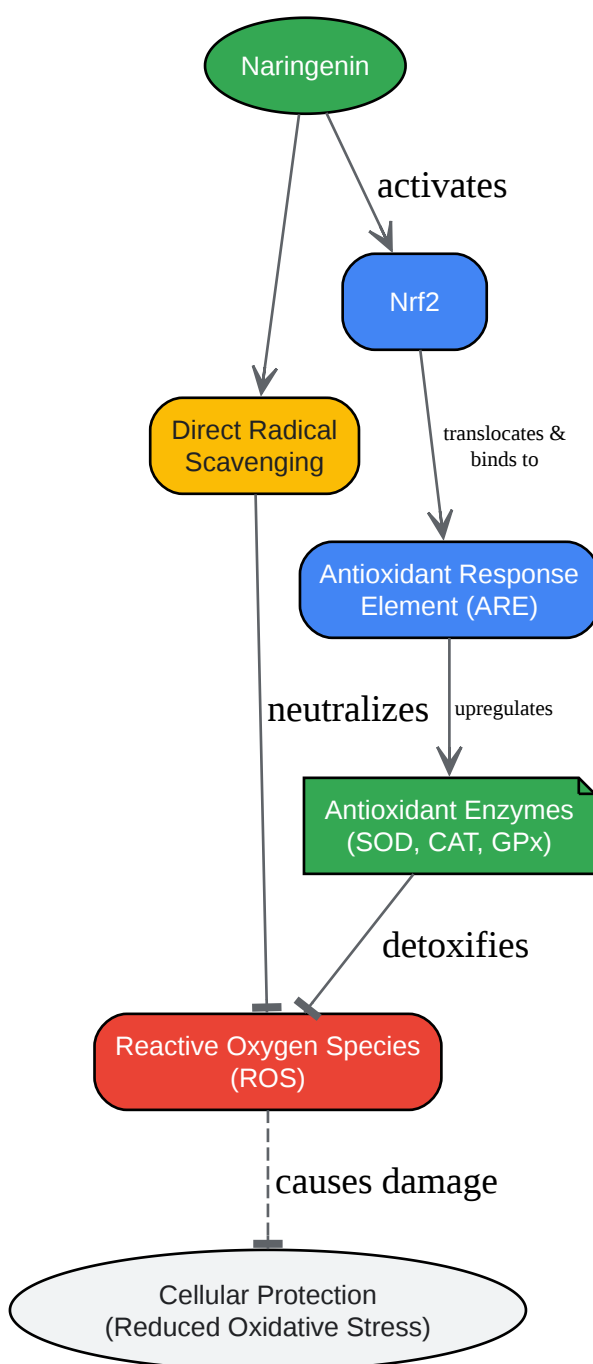 Naringenin
activates
Nrf2
Direct Radical
Scavenging
translocates &
binds to
Antioxidant Response
Element (ARE)
neutralizes
upregulates
Antioxidant Enzymes
(SOD, CAT, GPx)
detoxifies
Reactive Oxygen Species
(ROS)
causes damage
Cellular Protection
(Reduced Oxidative Stress)